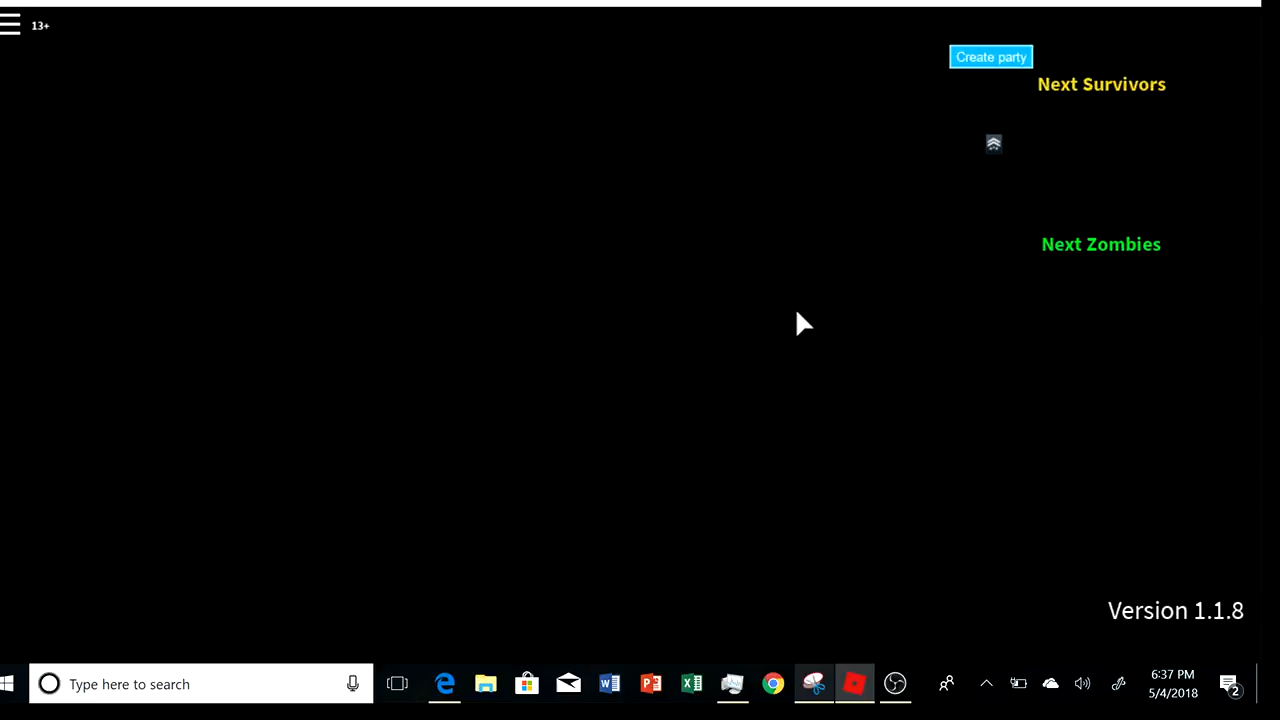 13+
Create party
Next Survivors
Next Zombies
Version 1.1.8
Type here to search
6:37 PM
5/4/2018
2